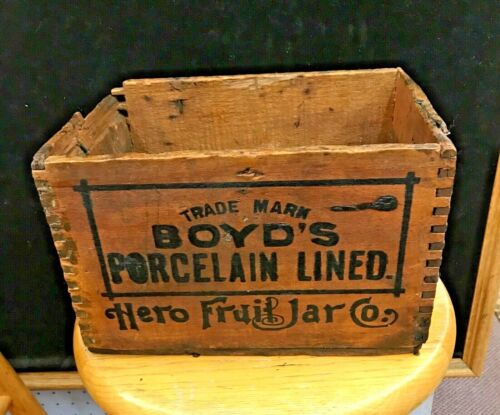 TRADE MARK
BOYD'S
PORCELAIN LINED.
Hero Fruit Jar Co.